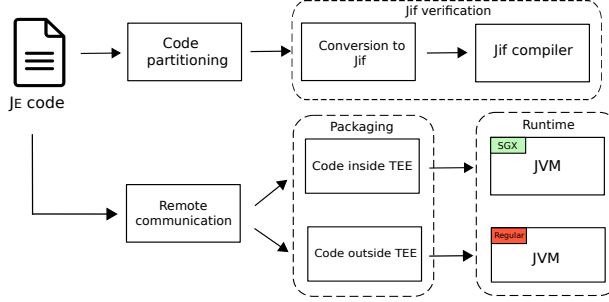 Jif verification
Code
partitioning
Conversion to
Jif
Jif compiler
JE code
Packaging
Runtime
Code inside TEE
SGX
JVM
Remote
communication
Code outside TEE
Regular
JVM